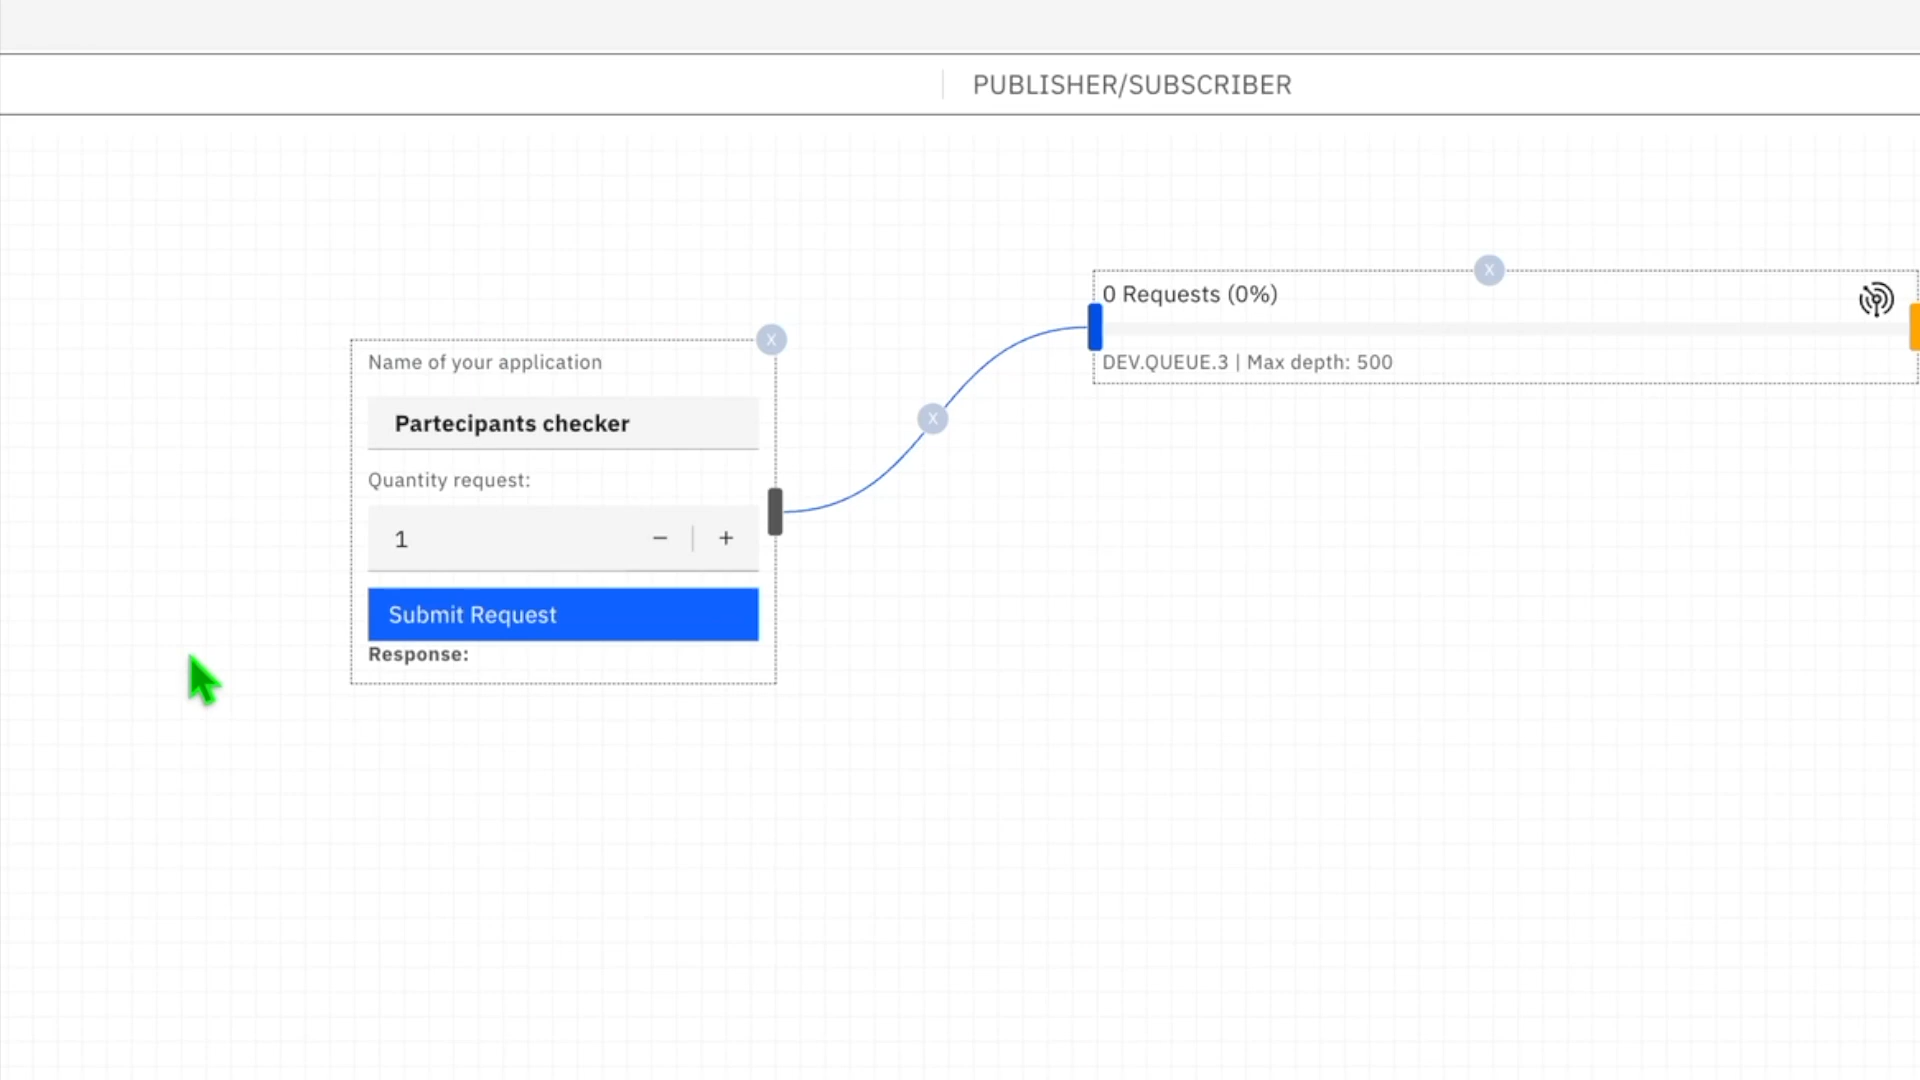 PUBLISHER/SUBSCRIBER
X
0 Requests (0%)
DEV.QUEUE.3 | Max depth: 500
X
X
Name of your application
Partecipants checker
Quantity request:
1
− | +
Submit Request
Response: